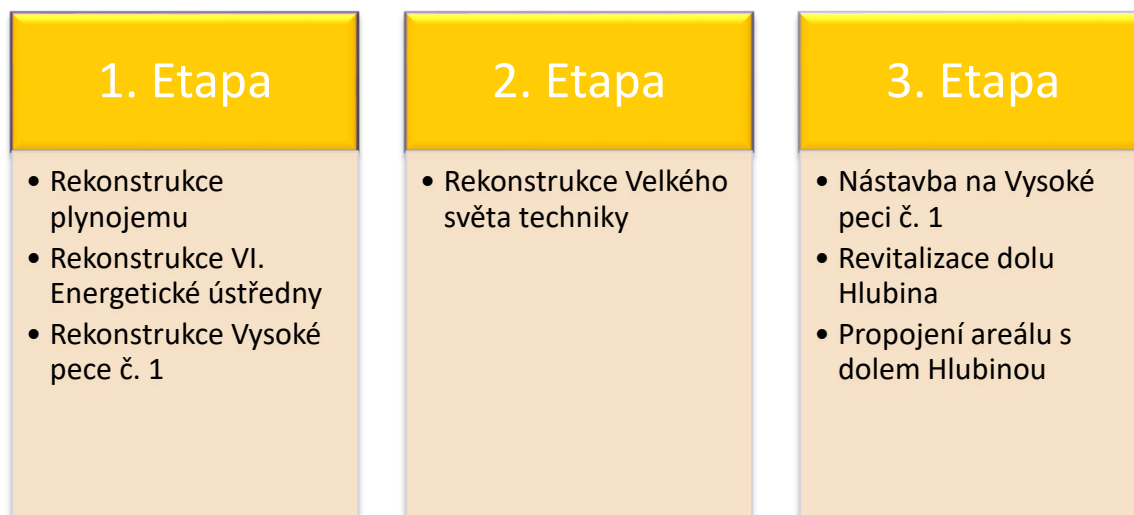 1. Etapa
• Rekonstrukce
plynojemu
• Rekonstrukce VI.
Energetické ústředny
• Rekonstrukce Vysoké
pece č. 1
2. Etapa
• Rekonstrukce Velkého
světa techniky
3. Etapa
• Nástavba na Vysoké
peci č. 1
• Revitalizace dolu
Hlubina
• Propojení areálu s
dolem Hlubinou